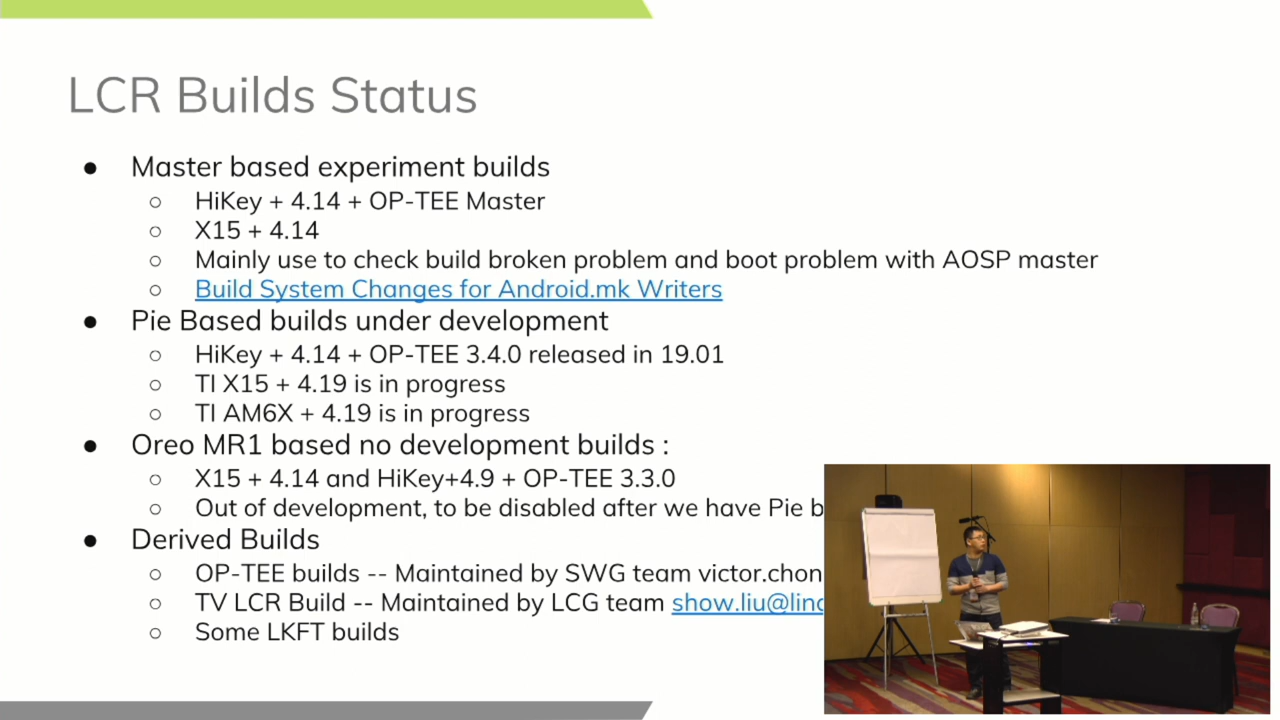 LCR Builds Status
● Master based experiment builds
○ HiKey + 4.14 + OP-TEE Master
○ X15 + 4.14
○ Mainly use to check build broken problem and boot problem with AOSP master
○ Build System Changes for Android.mk Writers
● Pie Based builds under development
○ HiKey + 4.14 + OP-TEE 3.4.0 released in 19.01
○ TI X15 + 4.19 is in progress
○ TI AM6X + 4.19 is in progress
● Oreo MR1 based no development builds :
○ X15 + 4.14 and HiKey+4.9 + OP-TEE 3.3.0
○ Out of development, to be disabled after we have Pie
● Derived Builds
○ OP-TEE builds -- Maintained by SWG team victor.chon
○ TV LCR Build -- Maintained by LCG team show.liu@lin
○ Some LKFT builds